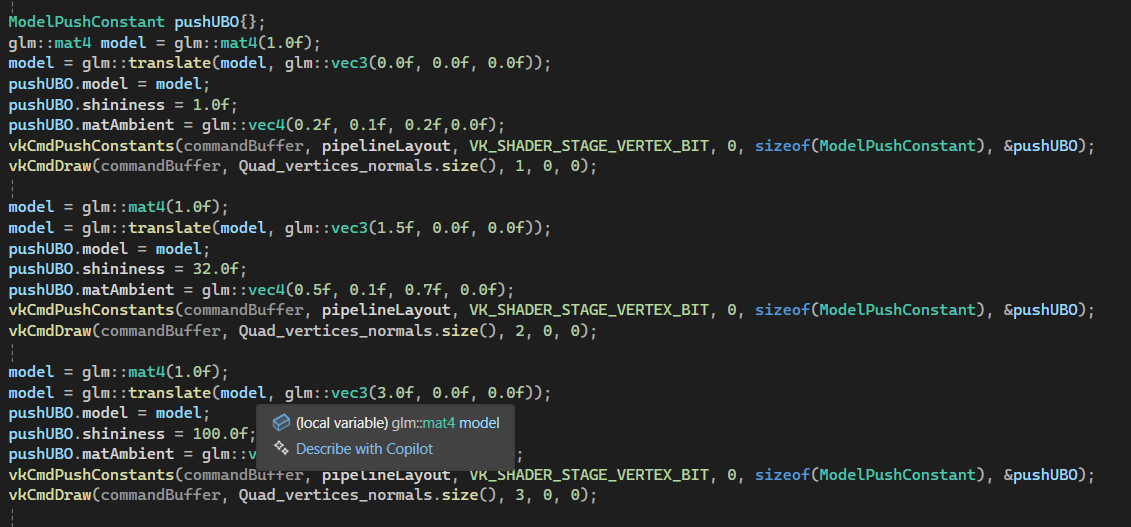 ModelPushConstant pushUBO{};
glm::mat4 model = glm::mat4(1.0f);
model = glm::translate(model, glm::vec3(0.0f, 0.0f, 0.0f));
pushUBO.model = model;
pushUBO.shininess = 1.0f;
pushUBO.matAmbient = glm::vec4(0.2f, 0.1f, 0.2f,0.0f);
vkCmdPushConstants(commandBuffer, pipelineLayout, VK_SHADER_STAGE_VERTEX_BIT, 0, sizeof(ModelPushConstant), &pushUBO);
vkCmdDraw(commandBuffer, Quad_vertices_normals.size(), 1, 0, 0);
model = glm::mat4(1.0f);
model = glm::translate(model, glm::vec3(1.5f, 0.0f, 0.0f));
pushUBO.model = model;
pushUBO.shininess = 32.0f;
pushUBO.matAmbient = glm::vec4(0.5f, 0.1f, 0.7f, 0.0f);
vkCmdPushConstants(commandBuffer, pipelineLayout, VK_SHADER_STAGE_VERTEX_BIT, 0, sizeof(ModelPushConstant), &pushUBO);
vkCmdDraw(commandBuffer, Quad_vertices_normals.size(), 2, 0, 0);
model = glm::mat4(1.0f);
model = glm::translate(model, glm::vec3(3.0f, 0.0f, 0.0f));
pushUBO.model = model;
(local variable) glm::mat4 model
pushUBO.shininess = 100.0f;
Describe with Copilot
pushUBO.matAmbient = glm::v ;
vkCmdPushConstants(commandBuffer, pipelineLayout, VK_SHADER_STAGE_VERTEX_BIT, 0, sizeof(ModelPushConstant), &pushUBO);
vkCmdDraw(commandBuffer, Quad_vertices_normals.size(), 3, 0, 0);